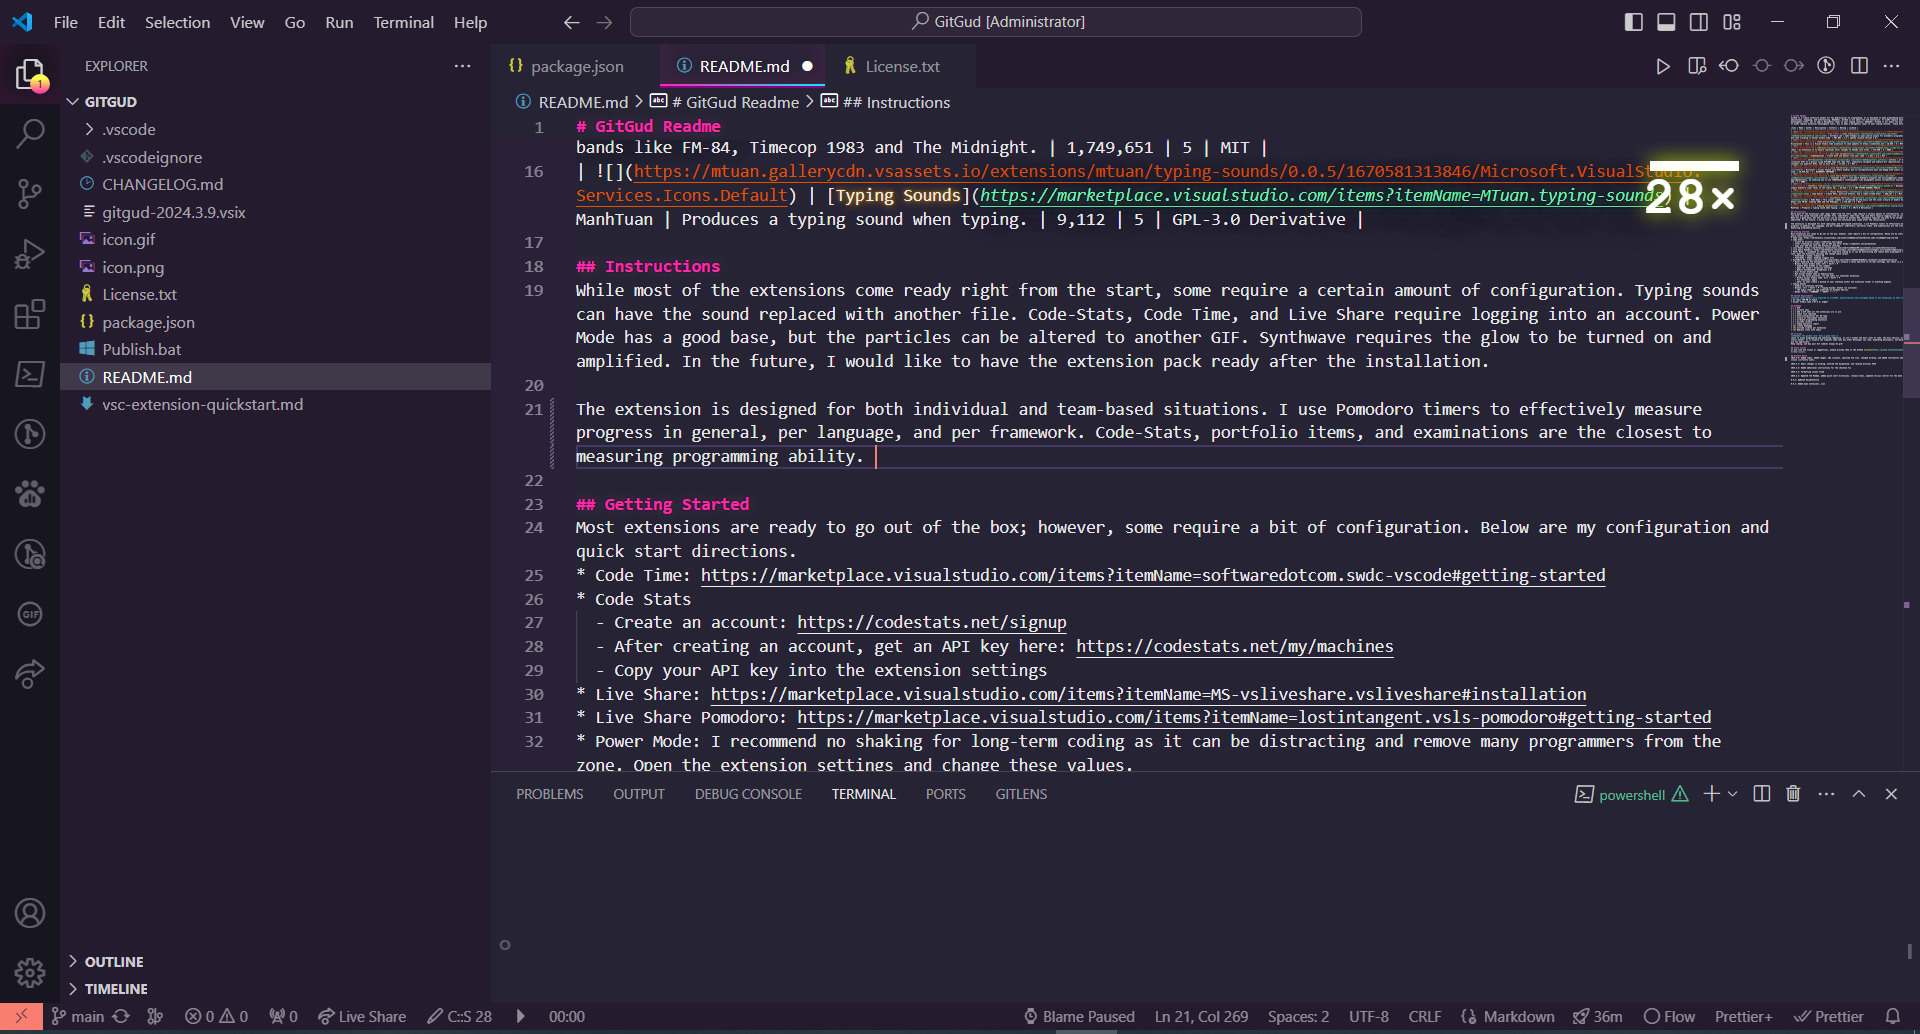 File Edit Selection View Go Run Terminal Help
GitGud [Administrator]
1
EXPLORER
GITGUD
.vscode
.vscodeignore
CHANGELOG.md
gitgud-2024.3.9.vsix
icon.gif
icon.png
License.txt
package.json
Publish.bat
README.md
vsc-extension-quickstart.md
OUTLINE
TIMELINE
package.json README.md License.txt
README.md > # GitGud Readme > ## Instructions
1 # GitGud Readme
bands like FM-84, Timecop 1983 and The Midnight. | 1,749,651 | 5 | MIT |
16 | ![](https://mtuan.gallerycdn.vsassets.io/extensions/mtuan/typing-sounds/0.0.5/1670581313846/Microsoft.VisualStudio.
Services.Icons.Default) | [Typing Sounds](https://marketplace.visualstudio.com/items?itemName=MTuan.typing-sounds) |
28×
ManhTuan | Produces a typing sound when typing. | 9,112 | 5 | GPL-3.0 Derivative |
17
18 ## Instructions
19 While most of the extensions come ready right from the start, some require a certain amount of configuration. Typing sounds
can have the sound replaced with another file. Code-Stats, Code Time, and Live Share require logging into an account. Power
Mode has a good base, but the particles can be altered to another GIF. Synthwave requires the glow to be turned on and
amplified. In the future, I would like to have the extension pack ready after the installation.
20
21 The extension is designed for both individual and team-based situations. I use Pomodoro timers to effectively measure
progress in general, per language, and per framework. Code-Stats, portfolio items, and examinations are the closest to
measuring programming ability.
22
23 ## Getting Started
24 Most extensions are ready to go out of the box; however, some require a bit of configuration. Below are my configuration and
quick start directions.
25 * Code Time: https://marketplace.visualstudio.com/items?itemName=softwaredotcom.swdc-vscode#getting-started
26 * Code Stats
27 - Create an account: https://codestats.net/signup
28 - After creating an account, get an API key here: https://codestats.net/my/machines
29 - Copy your API key into the extension settings
30 * Live Share: https://marketplace.visualstudio.com/items?itemName=MS-vsliveshare.vsliveshare#installation
31 * Live Share Pomodoro: https://marketplace.visualstudio.com/items?itemName=lostintangent.vsls-pomodoro#getting-started
32 * Power Mode: I recommend no shaking for long-term coding as it can be distracting and remove many programmers from the
zone. Open the extension settings and change these values.
PROBLEMS OUTPUT DEBUG CONSOLE TERMINAL PORTS GITLENS
powershell
GIF
main 0 0 0 Live Share C::S 28 00:00 Blame Paused Ln 21, Col 269 Spaces: 2 UTF-8 CRLF Markdown 36m Flow Prettier+ Prettier